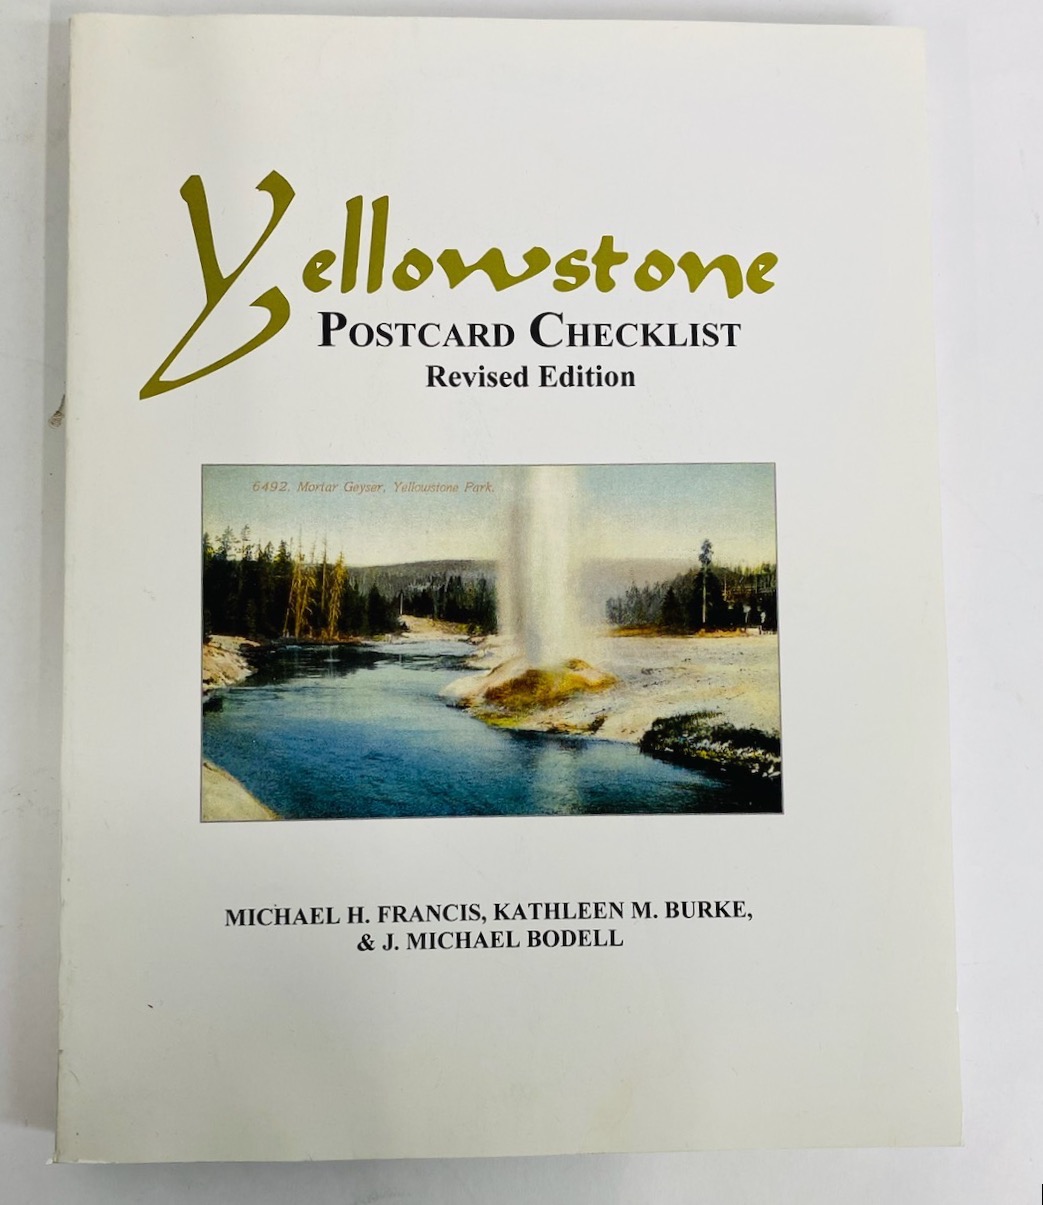 Yellowstone
POSTCARD CHECKLIST
Revised Edition
6492. Mortar Geyser, Yellowstone Park.
MICHAEL H. FRANCIS, KATHLEEN M. BURKE,
& J. MICHAEL BODELL